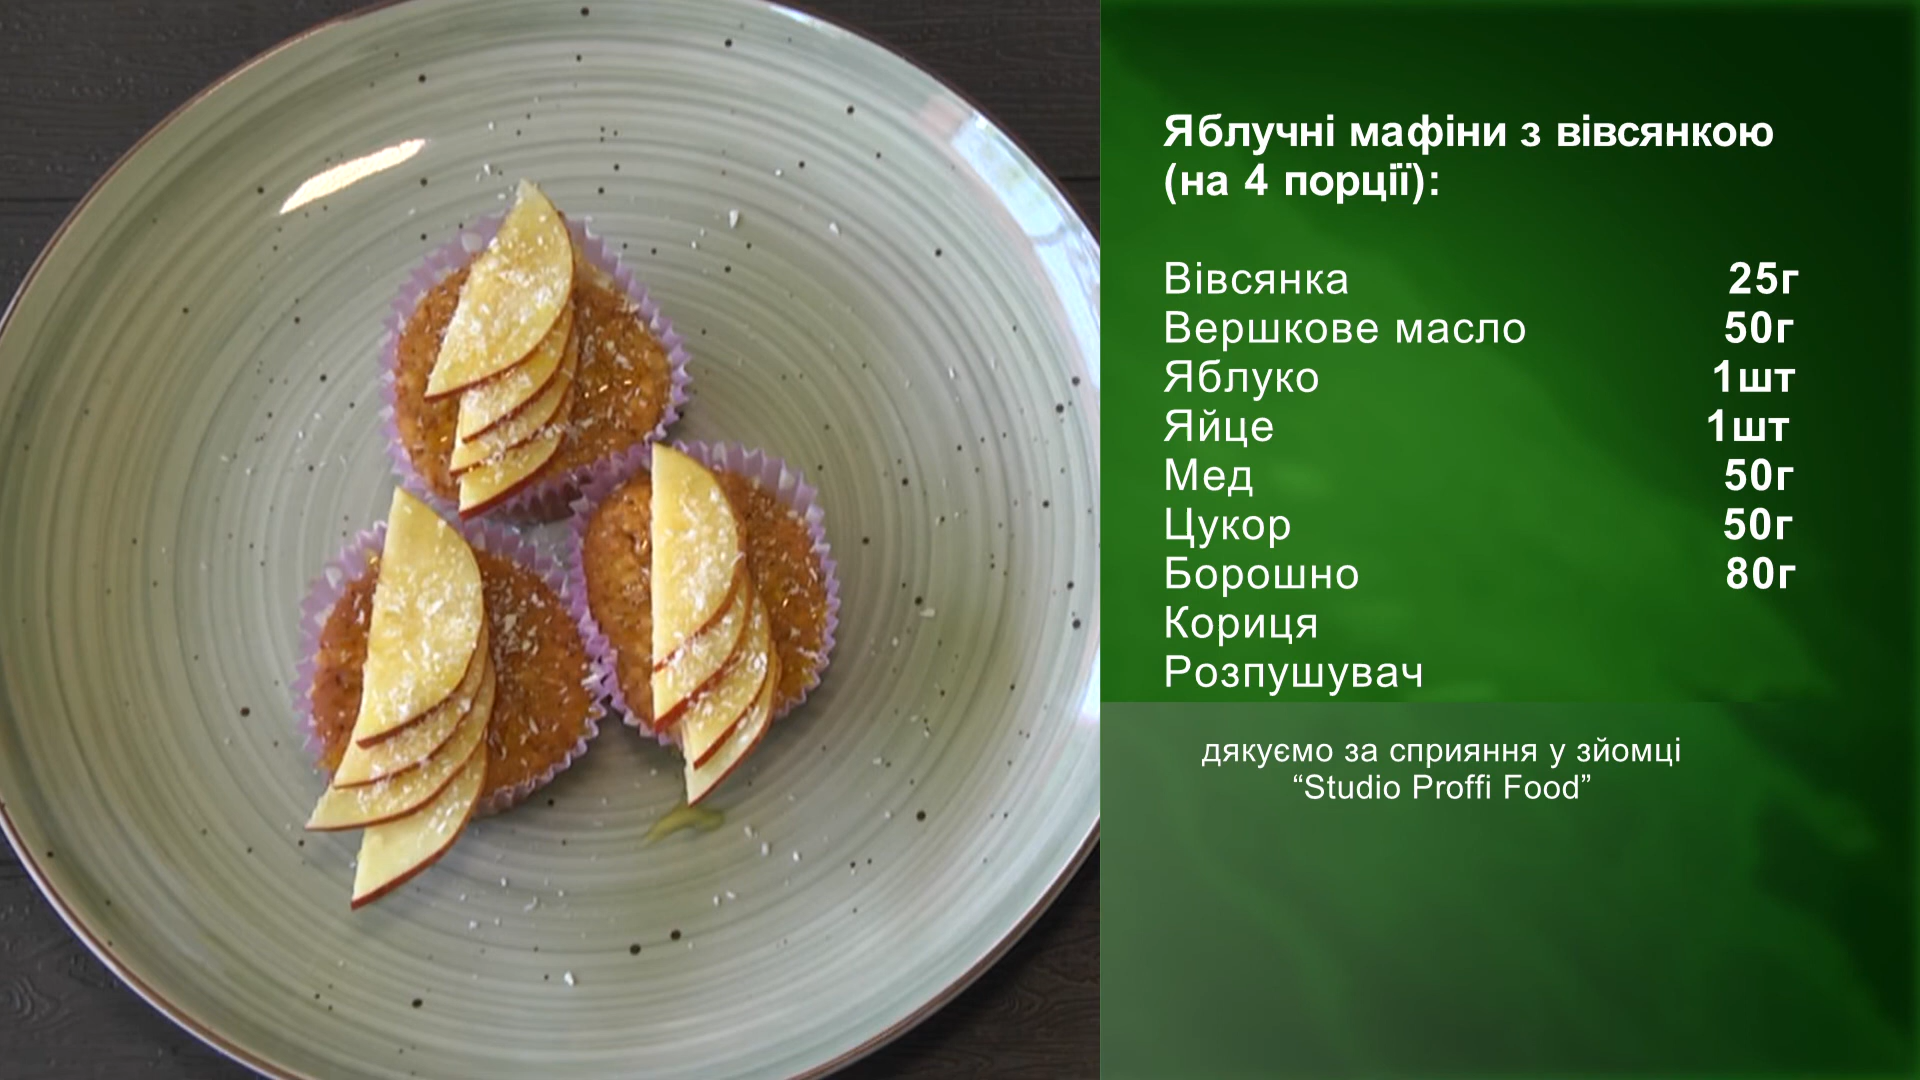 Яблучні мафіни з вівсянкою
(на 4 порції):
Вівсянка 25г
Вершкове масло 50г
Яблуко 1шт
Яйце 1шт
Мед 50г
Цукор 50г
Борошно 80г
Кориця
Розпушувач
дякуємо за сприяння у зйомці
“Studio Proffi Food”